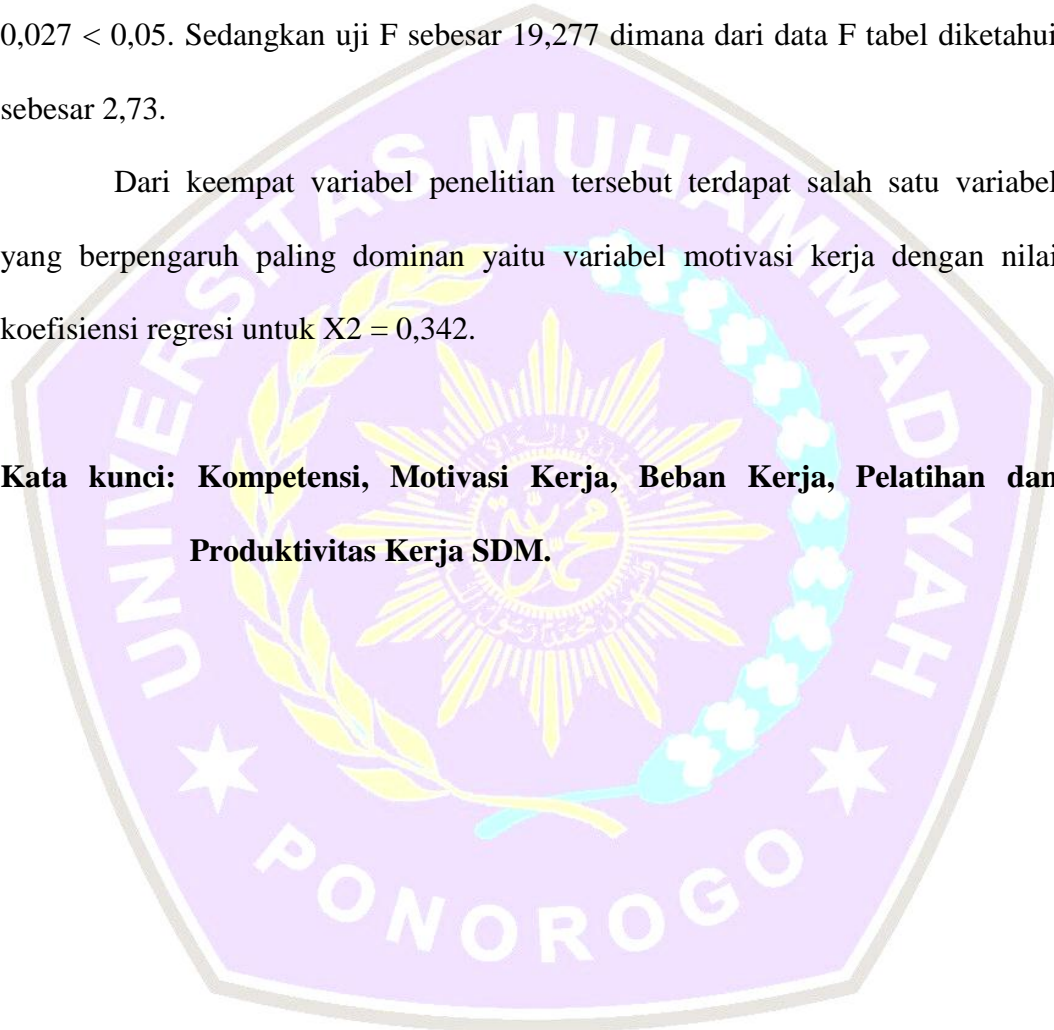 0,027 < 0,05. Sedangkan uji F sebesar 19,277 dimana dari data F tabel diketahui
sebesar 2,73.
Dari keempat variabel penelitian tersebut terdapat salah satu variabel
yang berpengaruh paling dominan yaitu variabel motivasi kerja dengan nilai
koefisiensi regresi untuk X2 = 0,342.
Kata kunci: Kompetensi, Motivasi Kerja, Beban Kerja, Pelatihan dan
Produktivitas Kerja SDM.
UNIVERSITAS MUHAMMADIYAH
PONOROGO